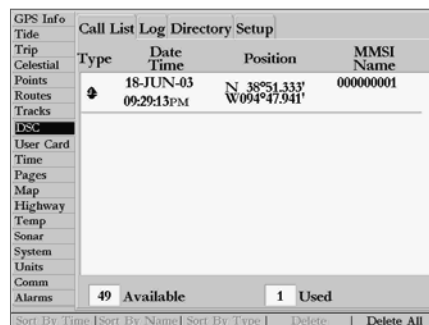 GPS Info
Tide
Trip
Celestial
Points
Routes
Tracks
DSC
User Card
Time
Pages
Map
Highway
Temp
Sonar
System
Units
Comm
Alarms
Call List Log Directory Setup
Type Date Time Position MMSI Name
18-JUN-03 N 38°51.333' 000000001
09:29:13PM W094°47.941'
49 Available 1 Used
Sort By Time Sort By Name Sort By Type Delete Delete All